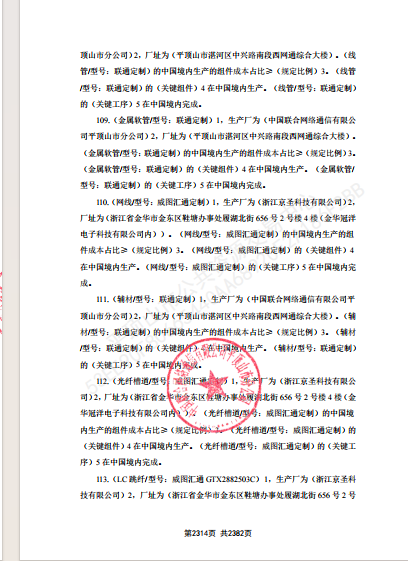 顶山市分公司）2，厂址为（平顶山市湛河区中兴路南段西网通综合大楼）。（线
管/型号：联通定制）的中国境内生产的组件成本占比≥（规定比例）3。（线管
/型号：联通定制）的（关键组件）4 在中国境内生产。（线管/型号：联通定制）
的（关键工序）5 在中国境内完成。
109.（金属软管/型号：联通定制）1，生产厂为（中国联合网络通信有限公
司平顶山市分公司）2，厂址为（平顶山市湛河区中兴路南段西网通综合大楼）。
（金属软管/型号：联通定制）的中国境内生产的组件成本占比≥（规定比例）3。
（金属软管/型号：联通定制）的（关键组件）4 在中国境内生产。（金属软管/
型号：联通定制）的（关键工序）5 在中国境内完成。
110.（网线/型号：威图汇通定制）1，生产厂为（浙江京圣科技有限公司）2，
厂址为（浙江省金华市金东区鞋塘办事处履湖北街 656 号 2 号楼 4 楼（金华冠洋
电子科技有限公司内））。（网线/型号：威图汇通定制）的中国境内生产的组
件成本占比≥（规定比例）3。（网线/型号：威图汇通定制）的（关键组件）4
在中国境内生产。（网线/型号：威图汇通定制）的（关键工序）5 在中国境内完
成。
111.（辅材/型号：联通定制）1，生产厂为（中国联合网络通信有限公司平
顶山市分公司）2，厂址为（平顶山市湛河区中兴路南段西网通综合大楼）。（辅
材/型号：联通定制）的中国境内生产的组件成本占比≥（规定比例）3。（辅材
/型号：联通定制）的（关键组件）4 在中国境内生产。（辅材/型号：联通定制）
的（关键工序）5 在中国境内完成。
112.（光纤槽道/型号：威图汇通定制）1，生产厂为（浙江京圣科技有限公
司）2，厂址为（浙江省金华市金东区鞋塘办事处履湖北街 656 号 2 号楼 4 楼（金
华冠洋电子科技有限公司内））。（光纤槽道/型号：威图汇通定制）的中国境
内生产的组件成本占比≥（规定比例）3。（光纤槽道/型号：威图汇通定制）的
（关键组件）4 在中国境内生产。（光纤槽道/型号：威图汇通定制）的（关键工
序）5 在中国境内完成。
113.（LC 跳纤/型号：威图汇通 GTX2882503C）1，生产厂为（浙江京圣科
技有限公司）2，厂址为（浙江省金华市金东区鞋塘办事处履湖北街 656 号 2 号
第2314页 共2382页